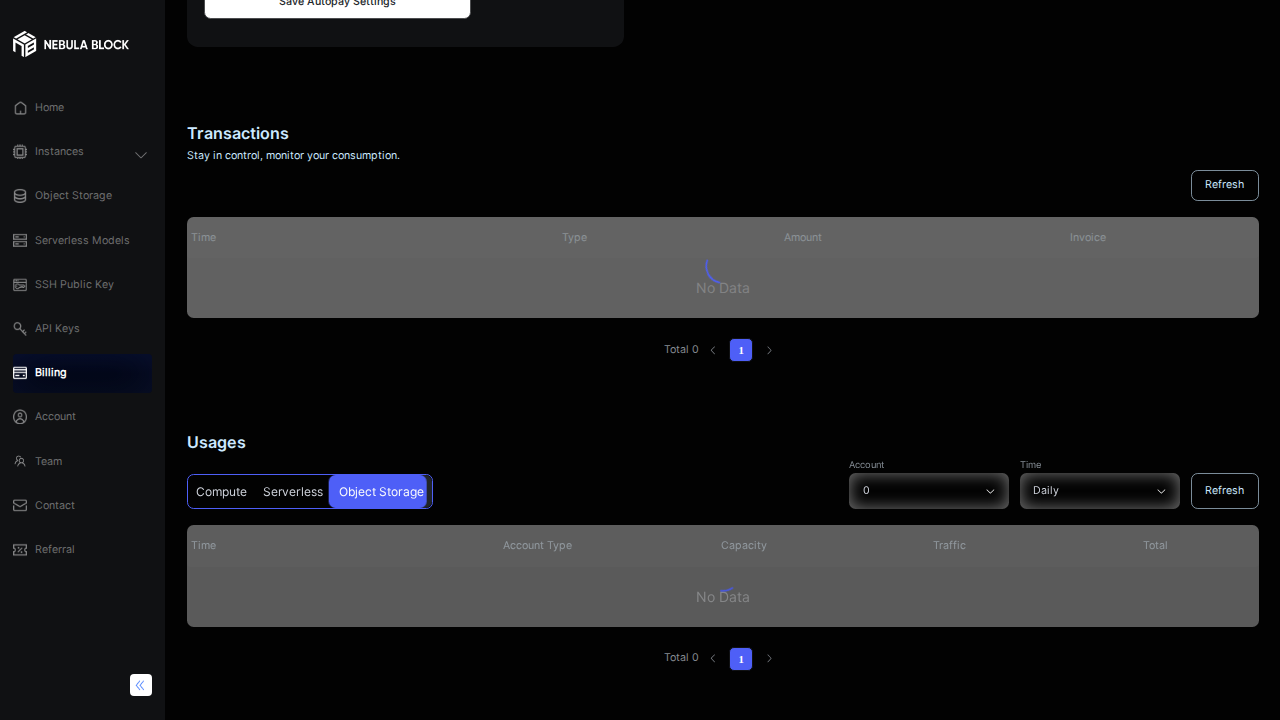 Save Autopay Settings
NEBULA BLOCK
Home
Instances
Object Storage
Serverless Models
SSH Public Key
API Keys
Billing
Account
Team
Contact
Referral
Transactions
Stay in control, monitor your consumption.
Refresh
Time Type Amount Invoice
No Data
Total 0 1
Usages
Compute Serverless Object Storage
Account Time
0 Daily Refresh
Time Account Type Capacity Traffic Total
No Data
Total 0 1